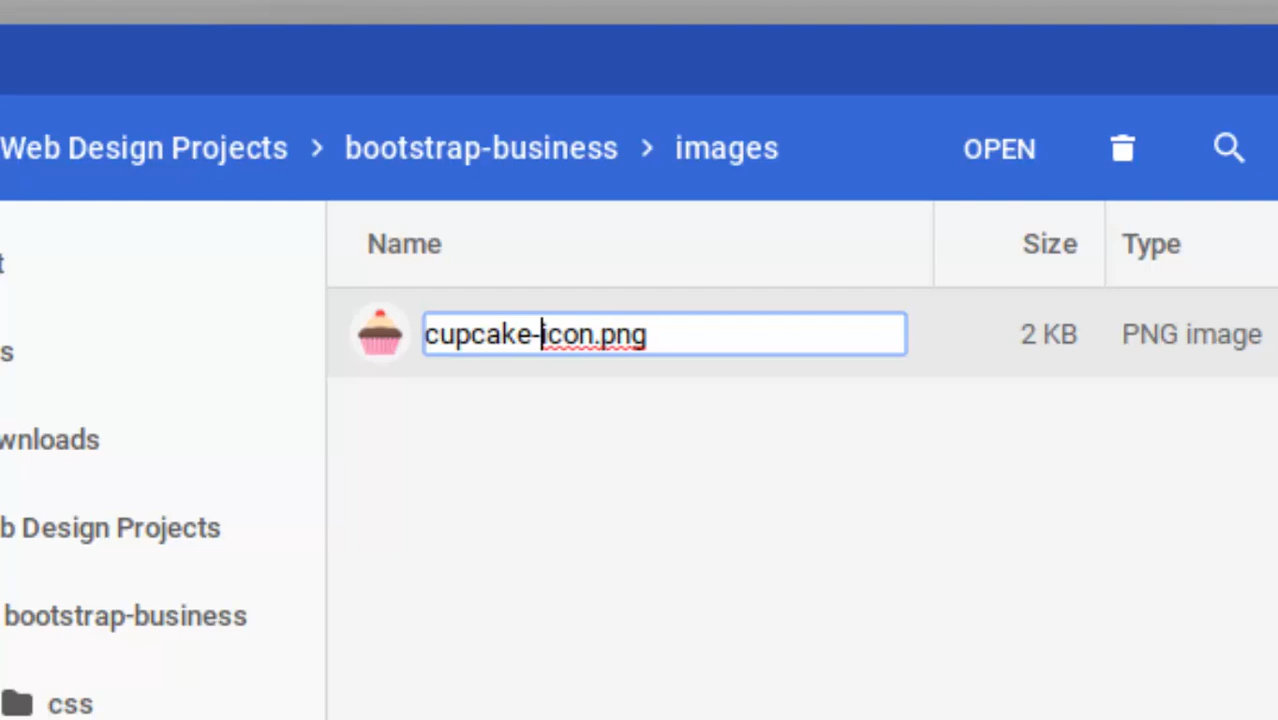 Web Design Projects > bootstrap-business > images OPEN
t
Name Size Type
cupcake-icon.png 2 KB PNG image
s
wnloads
b Design Projects
bootstrap-business
css